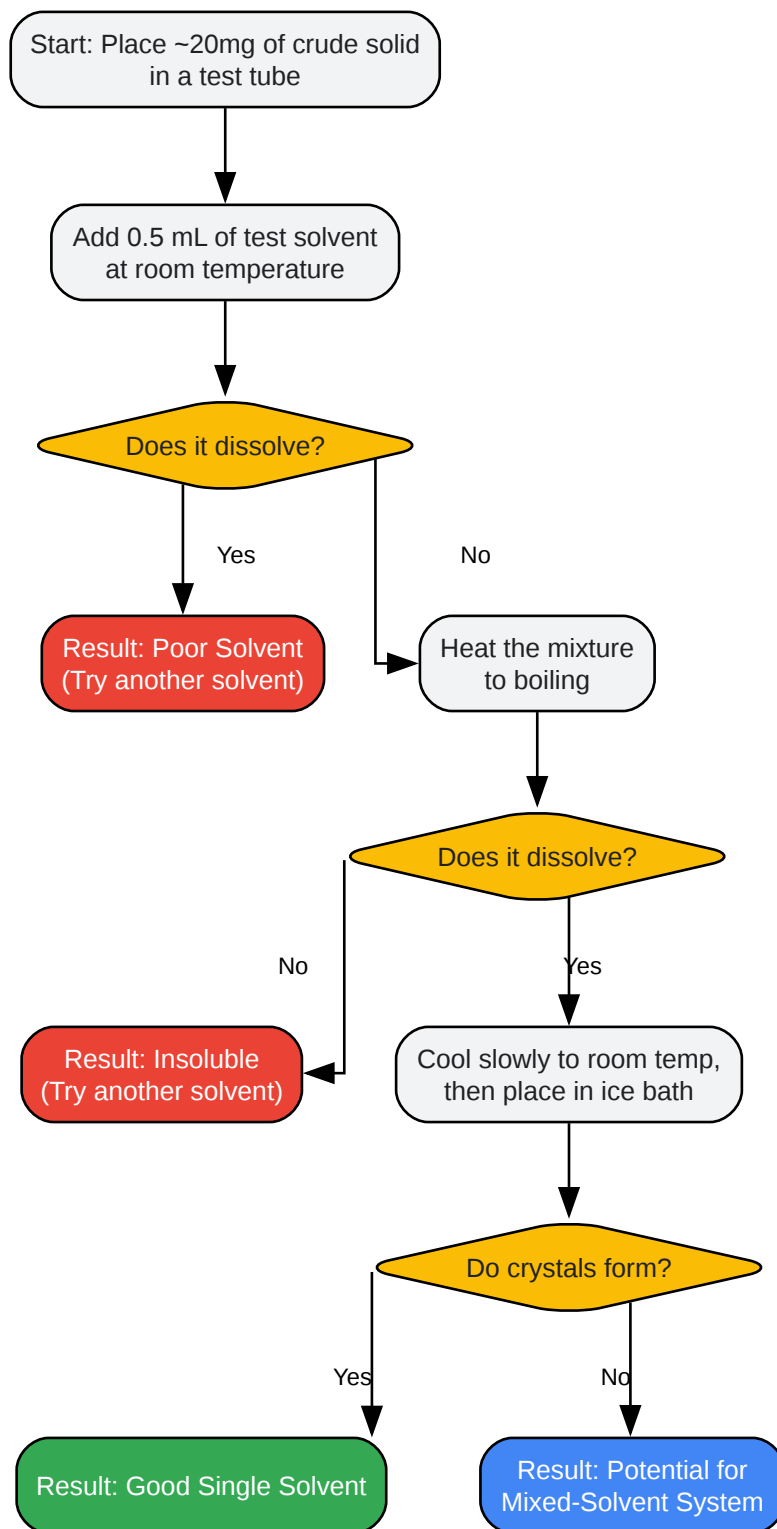 Start: Place ~20mg of crude solid
in a test tube
Add 0.5 mL of test solvent
at room temperature
Does it dissolve?
Yes
No
Result: Poor Solvent
(Try another solvent)
Heat the mixture
to boiling
Does it dissolve?
No
Yes
Result: Insoluble
(Try another solvent)
Cool slowly to room temp,
then place in ice bath
Do crystals form?
Yes
No
Result: Good Single Solvent
Result: Potential for
Mixed-Solvent System